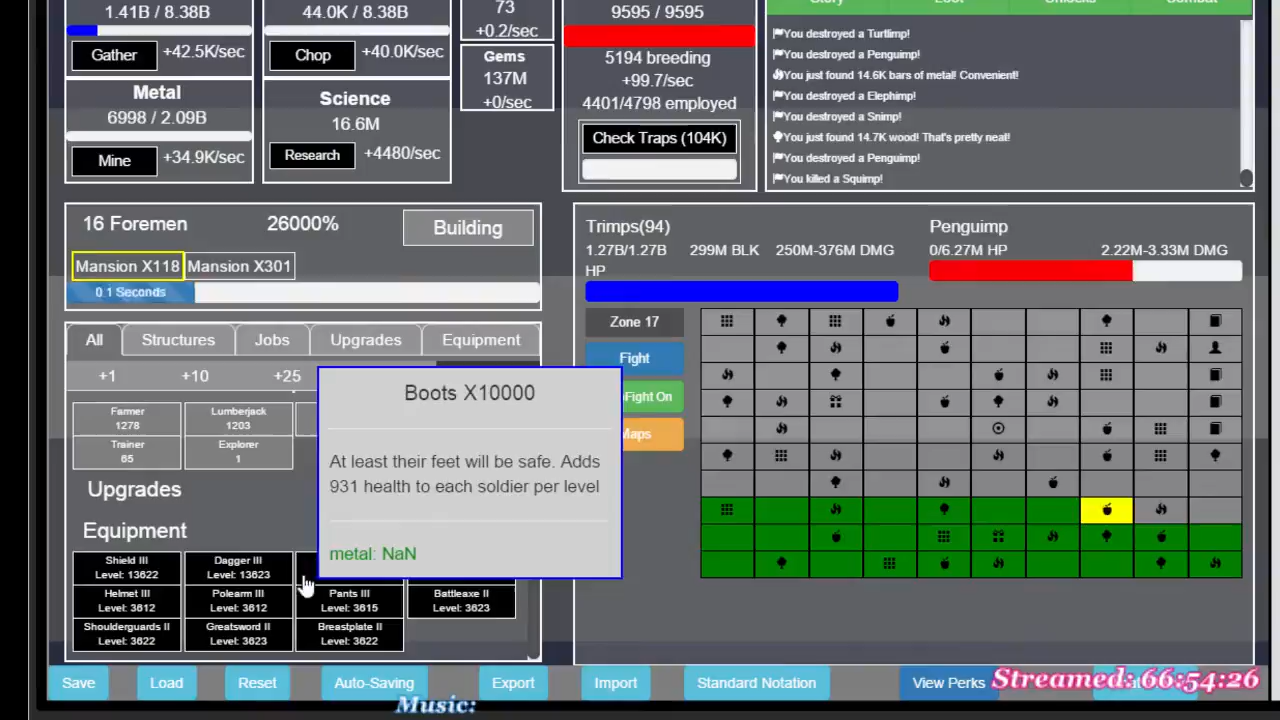 1.41B / 8.38B
Gather
+42.5K/sec
44.0K / 8.38B
Chop
+40.0K/sec
73
+0.2/sec
Gems
137M
+0/sec
Metal
6998 / 2.09B
Mine
+34.9K/sec
Science
16.6M
Research
+4480/sec
9595 / 9595
5194 breeding
+99.7/sec
4401/4798 employed
Check Traps (104K)
You destroyed a Turtlimp!
You destroyed a Penguimp!
You just found 14.6K bars of metal! Convenient!
You destroyed a Elephimp!
You destroyed a Snimp!
You just found 14.7K wood! That's pretty neat!
You destroyed a Penguimp!
You killed a Squimp!
16 Foremen
26000%
Building
Mansion X118
Mansion X301
0.1 Seconds
All
Structures
Jobs
Upgrades
Equipment
+1
+10
+25
Farmer
1278
Lumberjack
1203
Trainer
65
Explorer
1
Upgrades
Equipment
Shield III
Level: 13622
Dagger III
Level: 13623
Helmet III
Level: 3612
Polearm III
Level: 3612
Pants III
Level: 3615
Battleaxe II
Level: 3623
Shoulderguards II
Level: 3622
Greatsword II
Level: 3623
Breastplate II
Level: 3622
Boots X10000
At least their feet will be safe. Adds
931 health to each soldier per level
metal: NaN
Trimps(94)
1.27B/1.27B HP
299M BLK
250M-376M DMG
Penguimp
0/6.27M HP
2.22M-3.33M DMG
Zone 17
Fight
Fight On
Maps
Save
Load
Reset
Auto-Saving
Export
Import
Standard Notation
View Perks
Streamed: 66:54:26
Music: